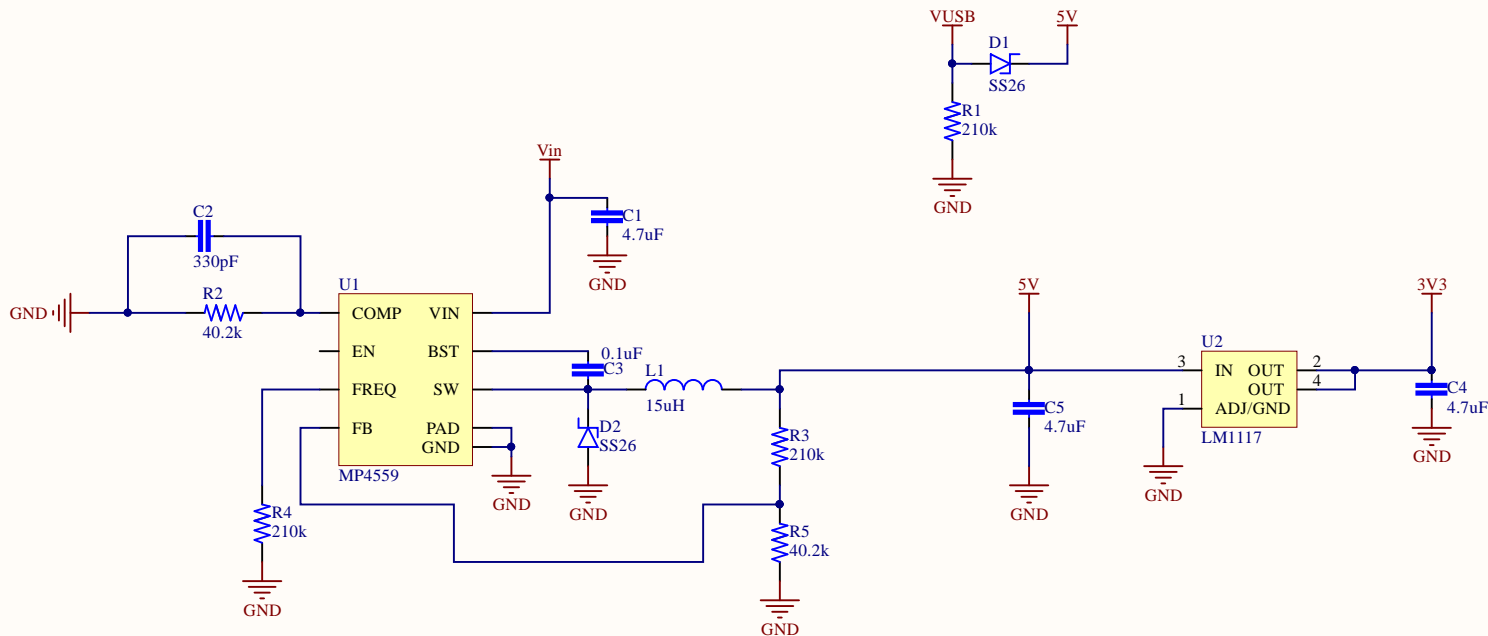 VUSB
5V
D1
SS26
R1
210k
GND
Vin
C1
4.7uF
GND
C2
330pF
R2
GND
40.2k
U1
COMP
VIN
EN
BST
FREQ
SW
FB
PAD
GND
MP4559
0.1uF
C3
L1
15uH
D2
SS26
GND
GND
R3
210k
R4
210k
GND
R5
40.2k
GND
5V
C5
4.7uF
GND
U2
3
IN
OUT
2
OUT
4
1
ADJ/GND
LM1117
GND
3V3
C4
4.7uF
GND